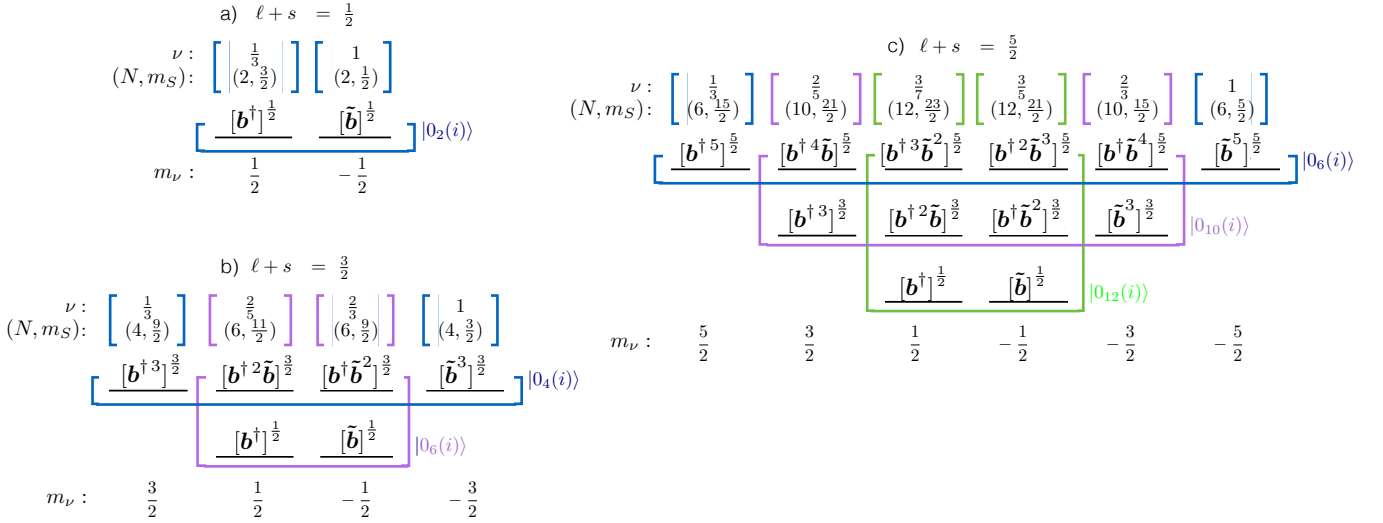 a) ℓ + s = 1/2
ν : 1/3 1
(N, m_S): (2, 3/2) (2, 1/2)
[b†]^{1/2} [b̃]^{1/2} |0_2(i)⟩
m_ν : 1/2 −1/2
b) ℓ + s = 3/2
ν : 1/3 2/5 2/3 1
(N, m_S): (4, 9/2) (6, 11/2) (6, 9/2) (4, 3/2)
[b†^3]^{3/2} [b†^2 b̃]^{3/2} [b† b̃^2]^{3/2} [b̃^3]^{3/2} |0_4(i)⟩
[b†]^{1/2} [b̃]^{1/2} |0_6(i)⟩
m_ν : 3/2 1/2 −1/2 −3/2
c) ℓ + s = 5/2
ν : 1/3 2/5 3/7 3/5 2/3 1
(N, m_S): (6, 15/2) (10, 21/2) (12, 23/2) (12, 21/2) (10, 15/2) (6, 5/2)
[b†^5]^{5/2} [b†^4 b̃]^{5/2} [b†^3 b̃^2]^{5/2} [b†^2 b̃^3]^{5/2} [b† b̃^4]^{5/2} [b̃^5]^{5/2} |0_6(i)⟩
[b†^3]^{3/2} [b†^2 b̃]^{3/2} [b† b̃^2]^{3/2} [b̃^3]^{3/2} |0_10(i)⟩
[b†]^{1/2} [b̃]^{1/2} |0_12(i)⟩
m_ν : 5/2 3/2 1/2 −1/2 −3/2 −5/2